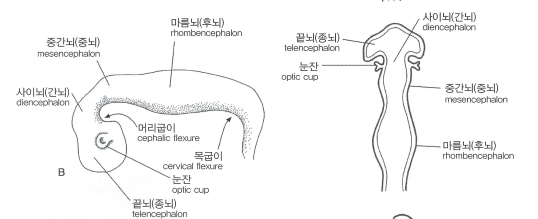 마름뇌(후뇌)
rhombencephalon
중간뇌(중뇌)
mesencephalon
사이뇌(간뇌)
diencephalon
머리굽이
cephalic flexure
목굽이
cervical flexure
B
눈잔
optic cup
끝뇌(종뇌)
telencephalon
사이뇌(간뇌)
diencephalon
끝뇌(종뇌)
telencephalon
눈잔
optic cup
중간뇌(중뇌)
mesencephalon
마름뇌(후뇌)
rhombencephalon